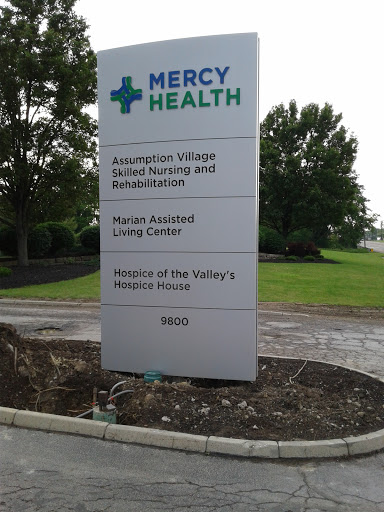 MERCY
HEALTH
Assumption Village
Skilled Nursing and
Rehabilitation
Marian Assisted
Living Center
Hospice of the Valley's
Hospice House
9800